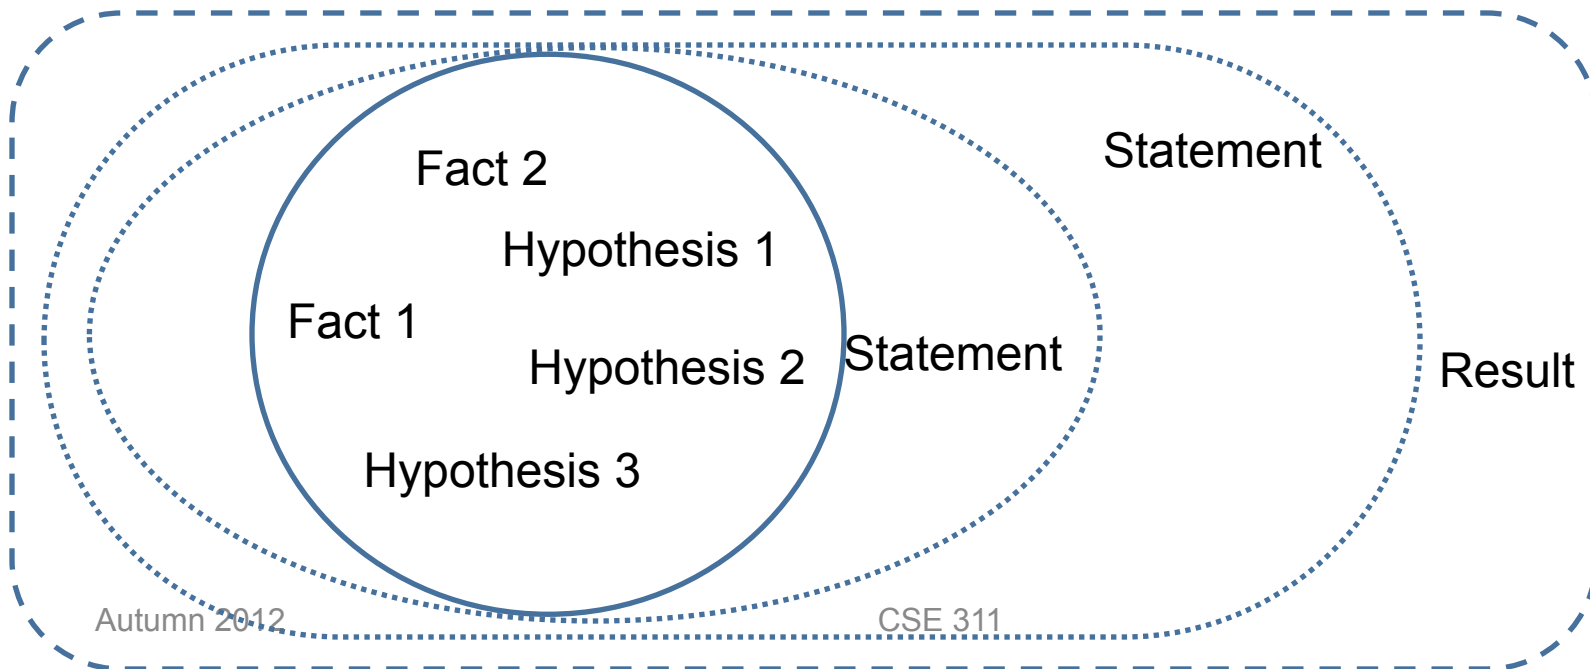 Fact 2
Statement
Hypothesis 1
Fact 1
Statement
Hypothesis 2
Result
Hypothesis 3
Autumn 2012
CSE 311